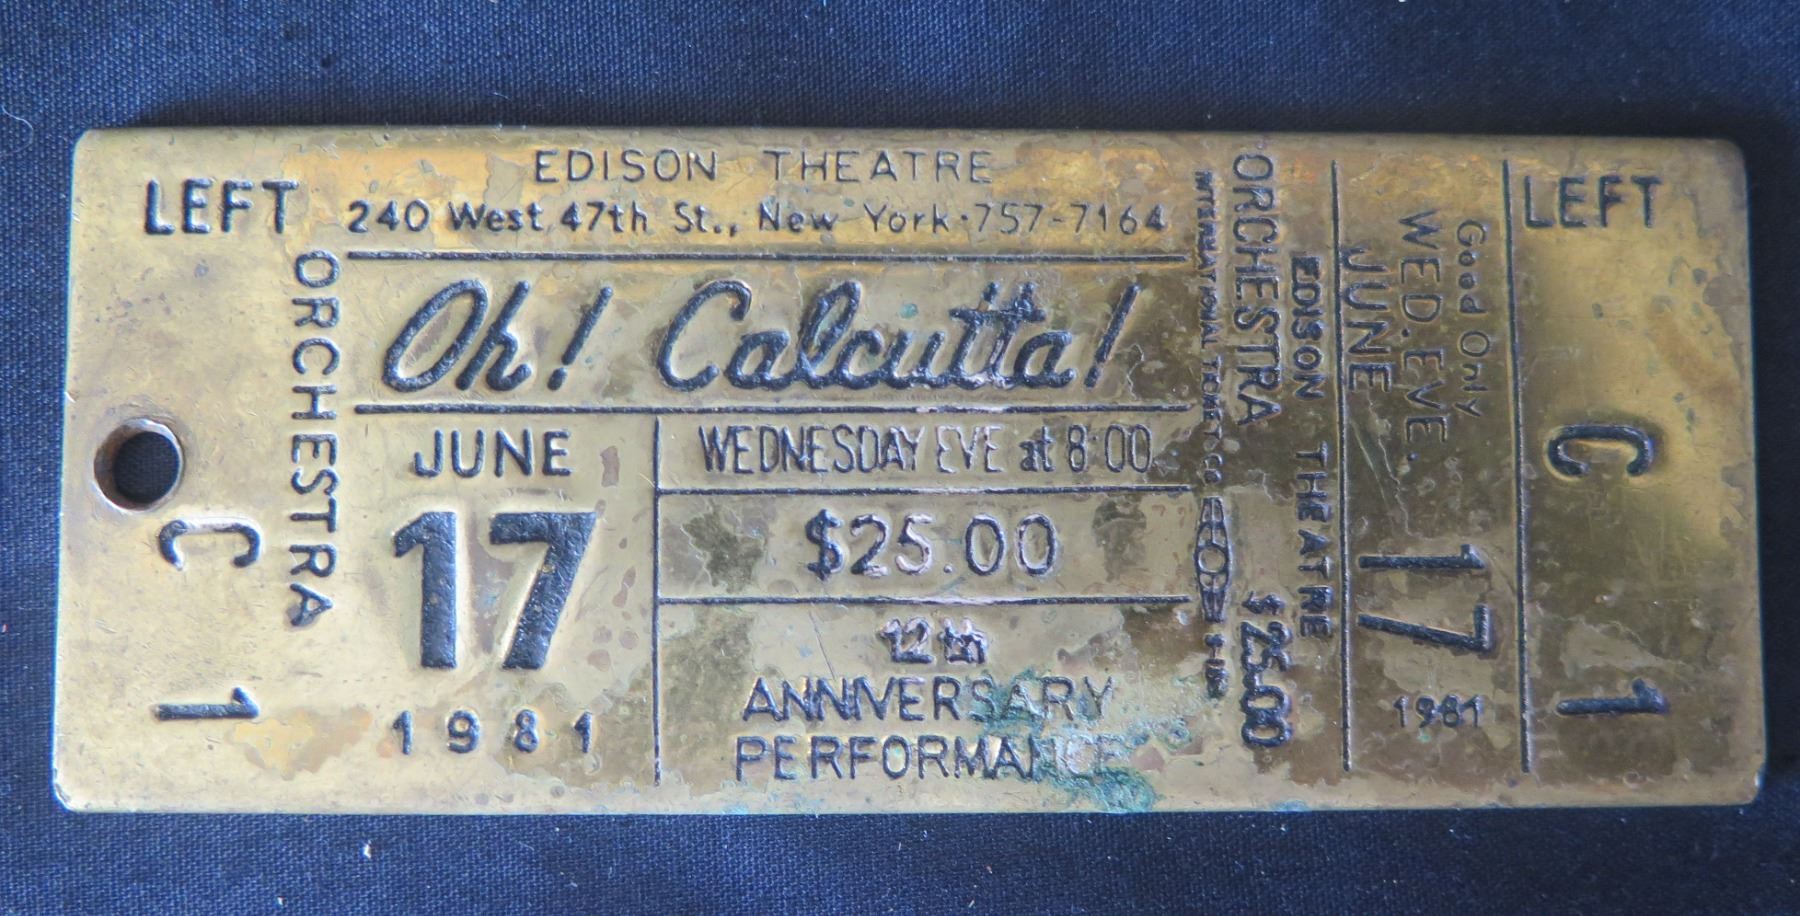 LEFT
ORCHESTRA
C
1
EDISON THEATRE
240 West 47th St., New York·757-7164
Oh! Calcutta!
JUNE
17
1981
WEDNESDAY EVE at 8:00
$25.00
12th
ANNIVERSARY
PERFORMANCE
INTERNATIONAL TICKET CO
ORCHESTRA $25.00
EDISON THEATRE
JUNE 17 1981
WED. EVE.
Good Only
LEFT
C
1